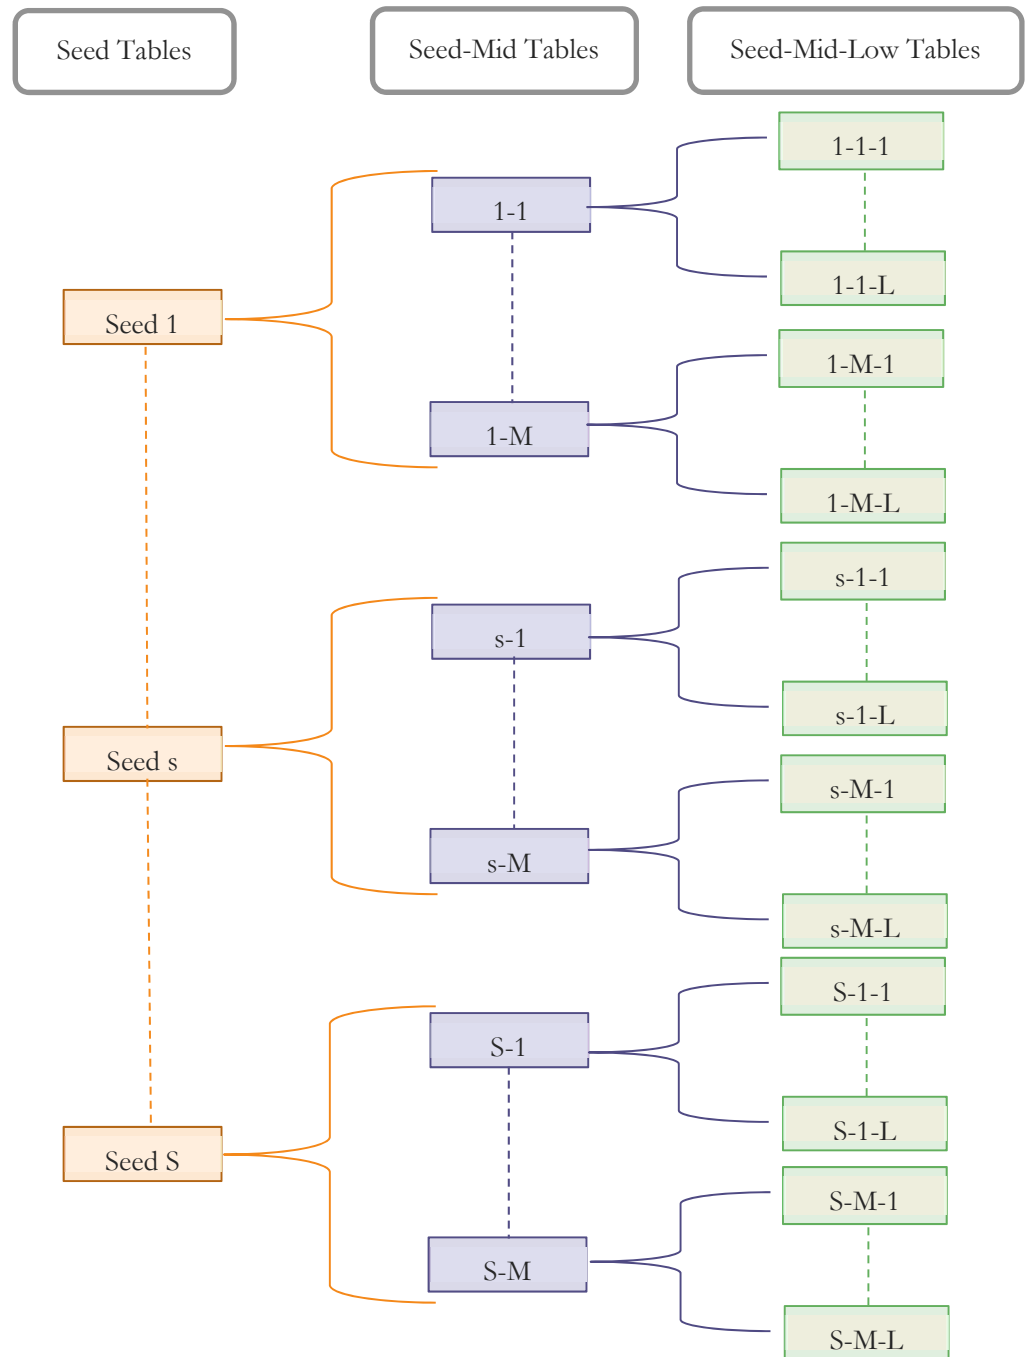 Seed Tables
Seed-Mid Tables
Seed-Mid-Low Tables
1-1-1
1-1
1-1-L
Seed 1
1-M-1
1-M
1-M-L
s-1-1
s-1
s-1-L
Seed s
s-M-1
s-M
s-M-L
S-1-1
S-1
S-1-L
Seed S
S-M-1
S-M
S-M-L